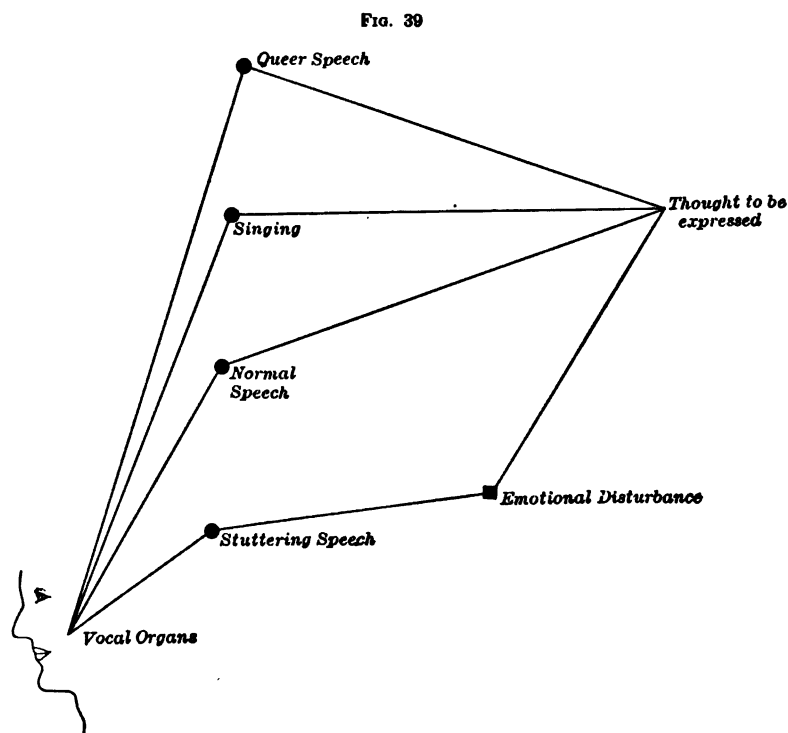 FIG. 39
Queer Speech
Thought to be
expressed
Singing
Normal
Speech
Emotional Disturbance
Stuttering Speech
Vocal Organs